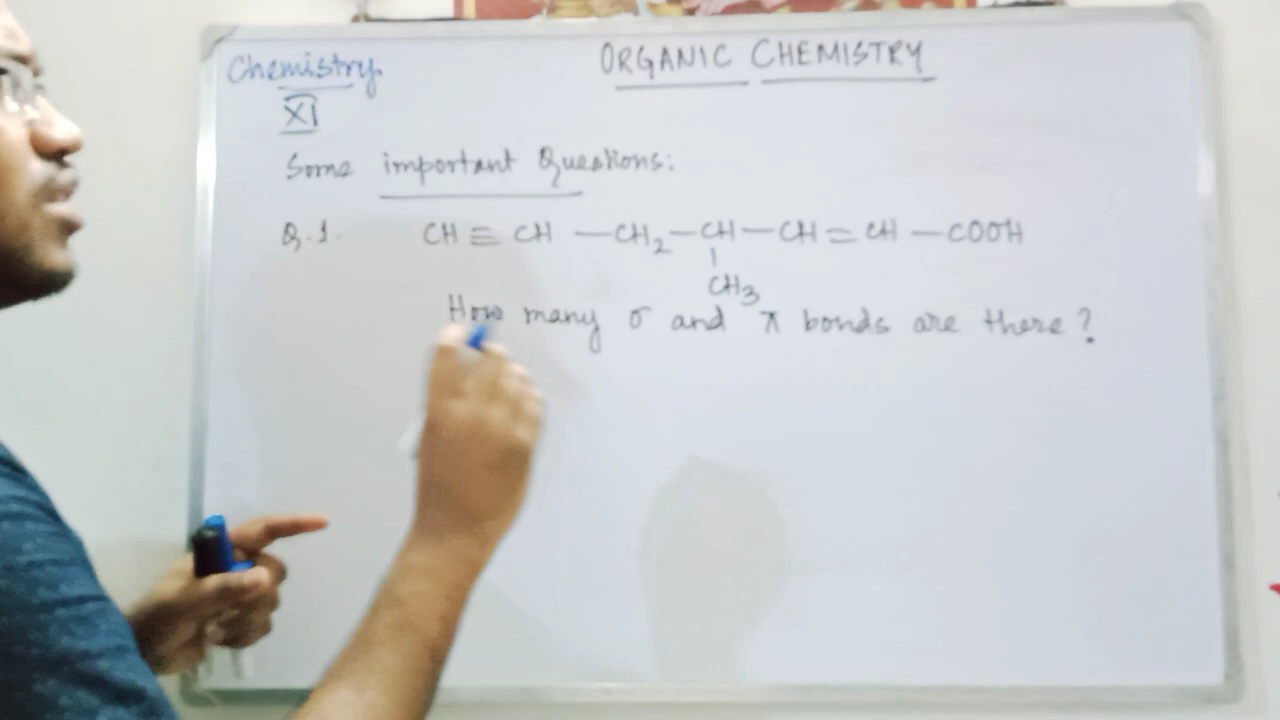 Chemistry
ORGANIC CHEMISTRY
XI
Some important Questions:
Q.1. CH ≡ CH — CH₂ — CH — CH = CH — COOH
|
CH₃
How many σ and π bonds are there?